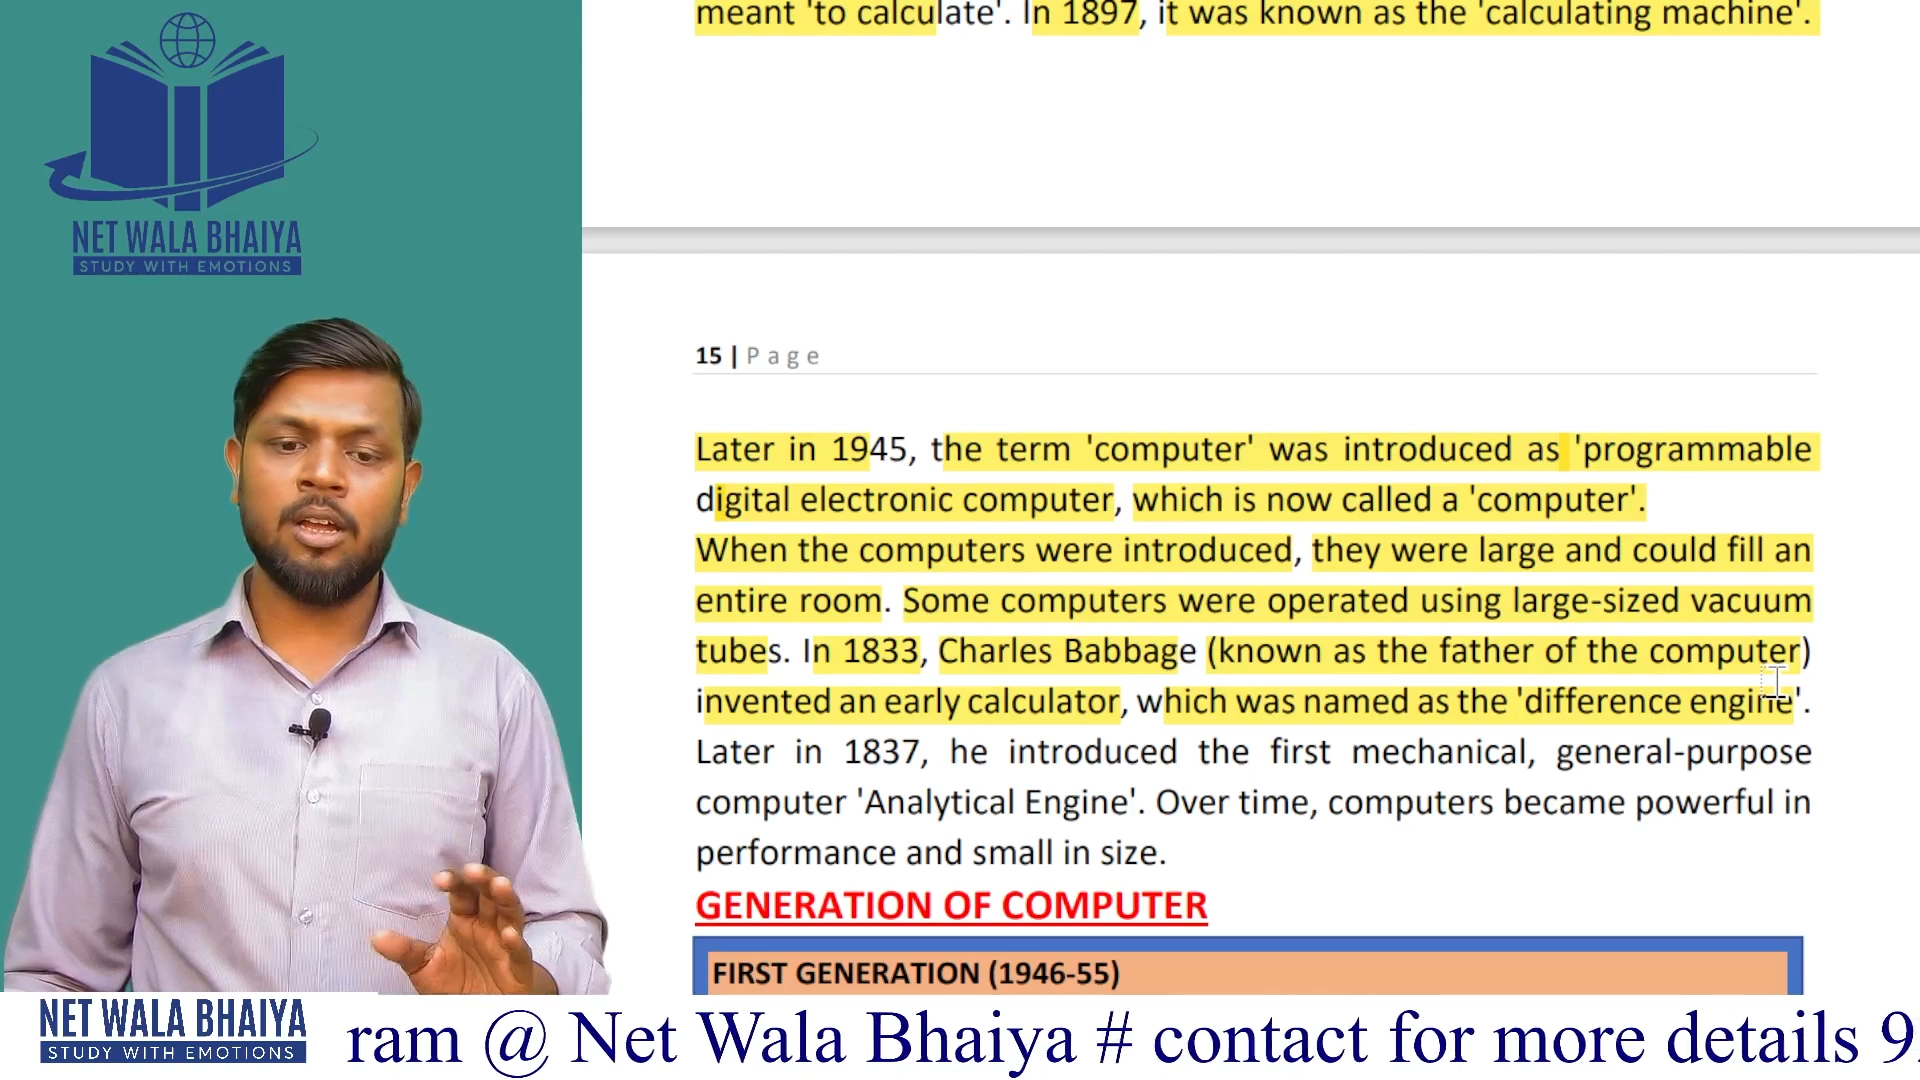 meant 'to calculate'. In 1897, it was known as the 'calculating machine'.
NET WALA BHAIYA
STUDY WITH EMOTIONS
15 | Page
Later in 1945, the term 'computer' was introduced as 'programmable
digital electronic computer, which is now called a 'computer'.
When the computers were introduced, they were large and could fill an
entire room. Some computers were operated using large-sized vacuum
tubes. In 1833, Charles Babbage (known as the father of the computer)
invented an early calculator, which was named as the 'difference engine'.
Later in 1837, he introduced the first mechanical, general-purpose
computer 'Analytical Engine'. Over time, computers became powerful in
performance and small in size.
GENERATION OF COMPUTER
FIRST GENERATION (1946-55)
NET WALA BHAIYA
STUDY WITH EMOTIONS
ram @ Net Wala Bhaiya # contact for more details 9